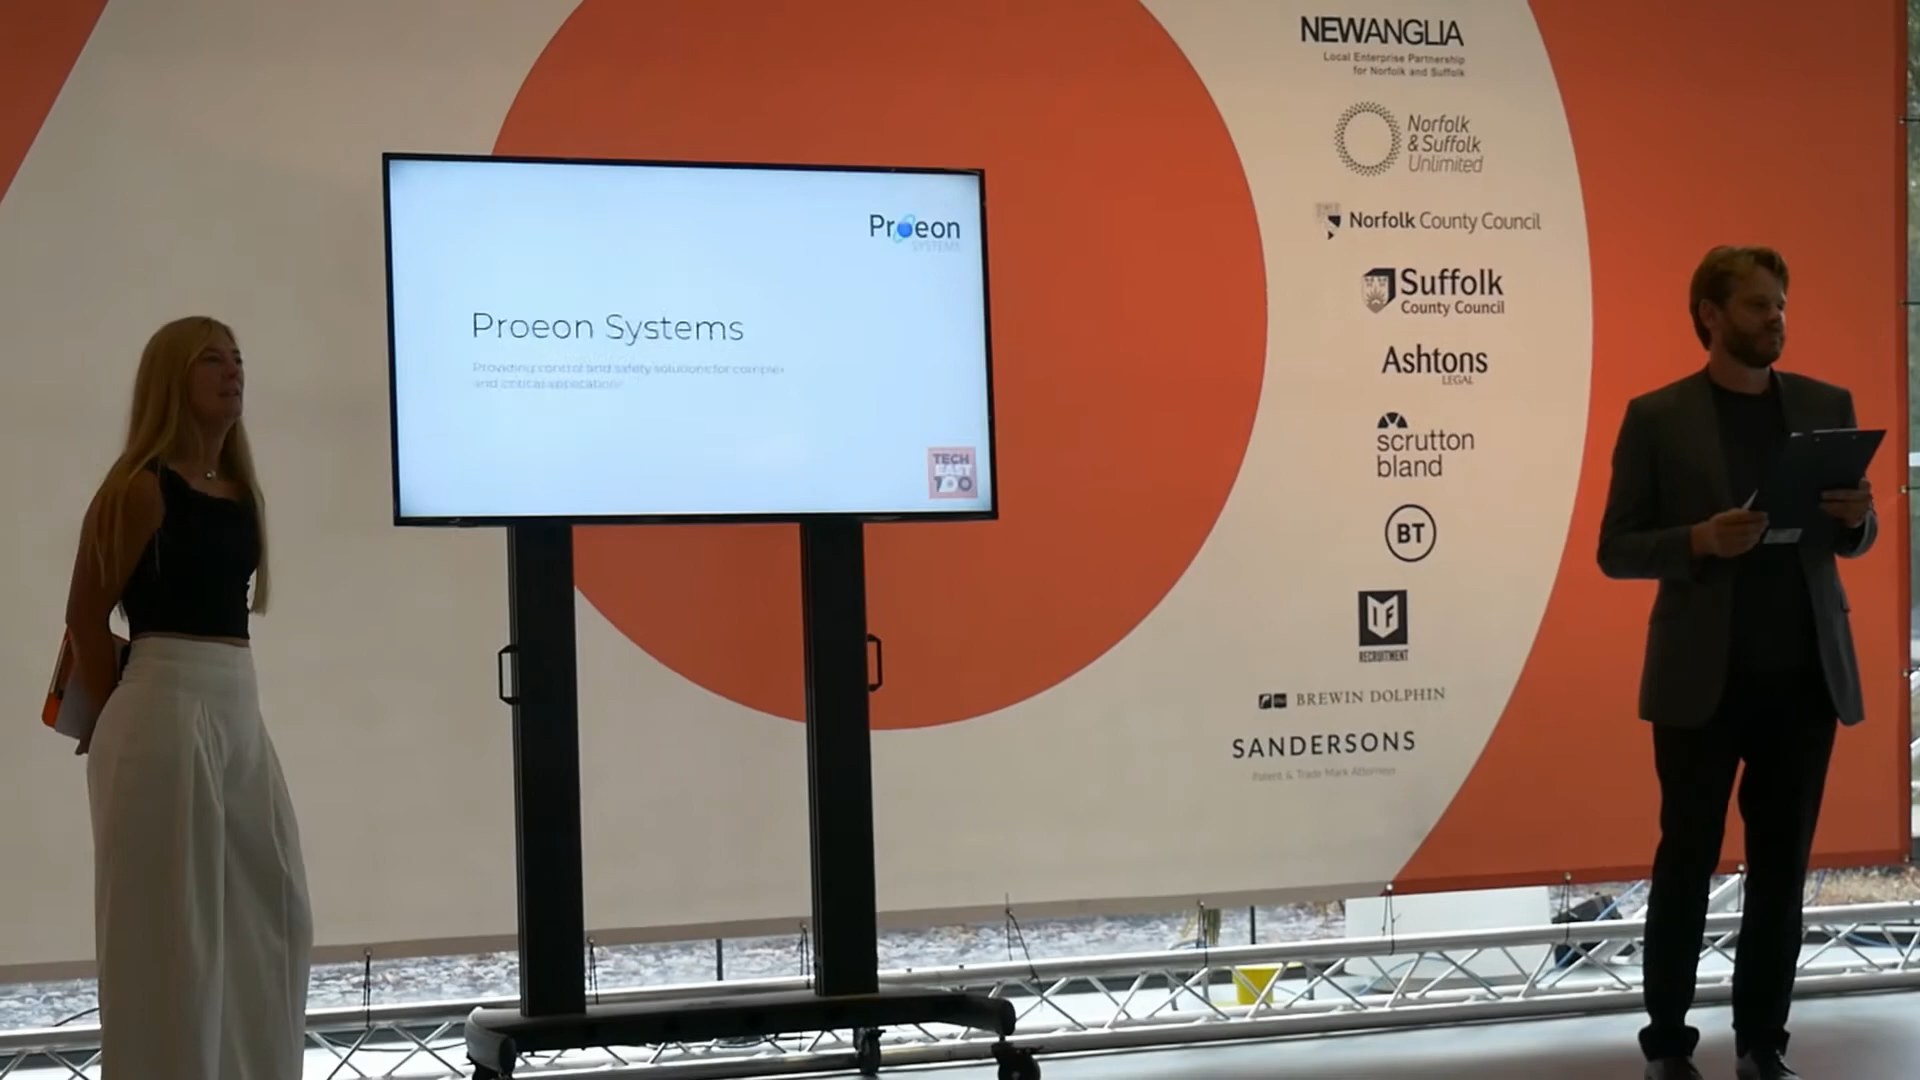 Proeon
SYSTEMS
Proeon Systems
Providing control and safety solutions for complex
and critical applications
TECH
EAST
100
NEWANGLIA
Local Enterprise Partnership
for Norfolk and Suffolk
Norfolk
& Suffolk
Unlimited
Norfolk County Council
Suffolk
County Council
Ashtons
LEGAL
scrutton
bland
BT
RECRUITMENT
BREWIN DOLPHIN
SANDERSONS
Patent & Trade Mark Attorneys